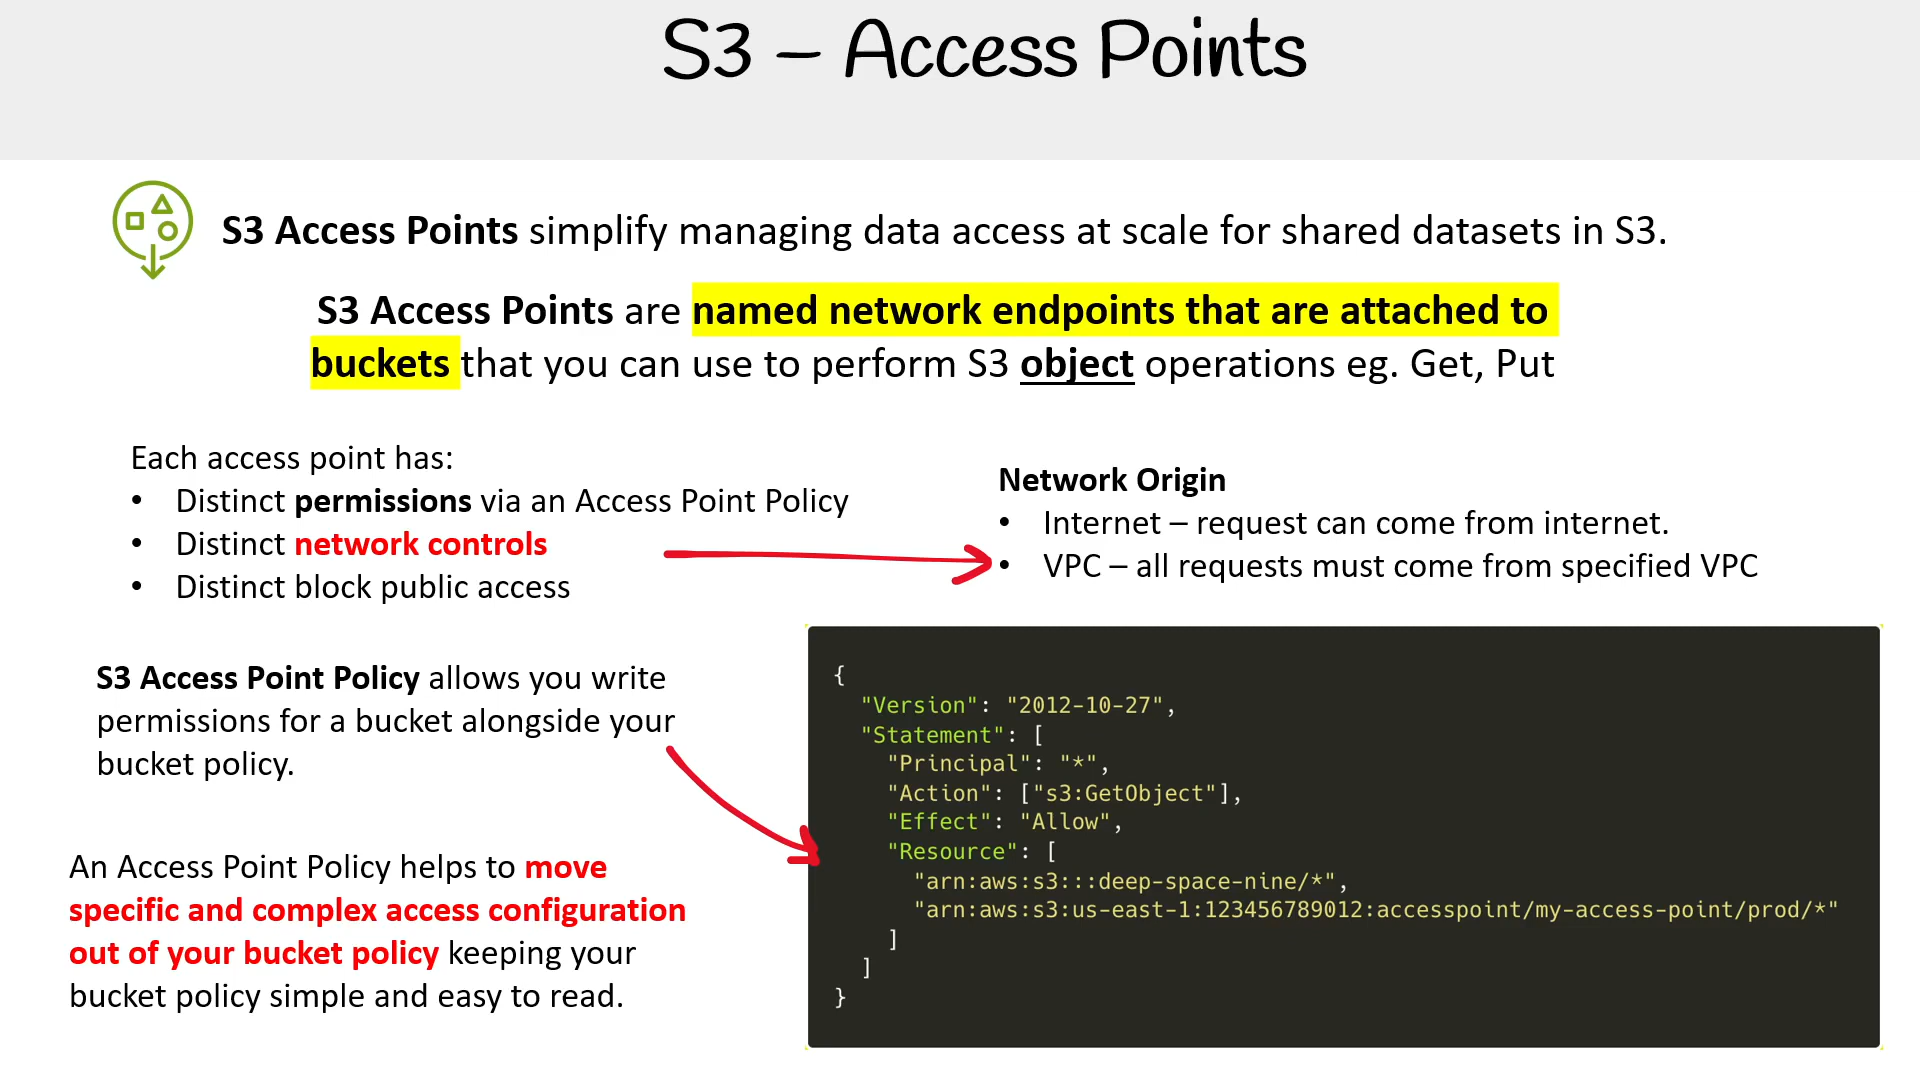 S3 – Access Points
S3 Access Points simplify managing data access at scale for shared datasets in S3.
S3 Access Points are named network endpoints that are attached to
buckets that you can use to perform S3 object operations eg. Get, Put
Each access point has:
• Distinct permissions via an Access Point Policy
• Distinct network controls
• Distinct block public access
Network Origin
• Internet – request can come from internet.
• VPC – all requests must come from specified VPC
S3 Access Point Policy allows you write
permissions for a bucket alongside your
bucket policy.
An Access Point Policy helps to move
specific and complex access configuration
out of your bucket policy keeping your
bucket policy simple and easy to read.
{
  "Version": "2012-10-27",
  "Statement": [
    "Principal": "*",
    "Action": ["s3:GetObject"],
    "Effect": "Allow",
    "Resource": [
      "arn:aws:s3:::deep-space-nine/*",
      "arn:aws:s3:us-east-1:123456789012:accesspoint/my-access-point/prod/*"
    ]
  ]
}